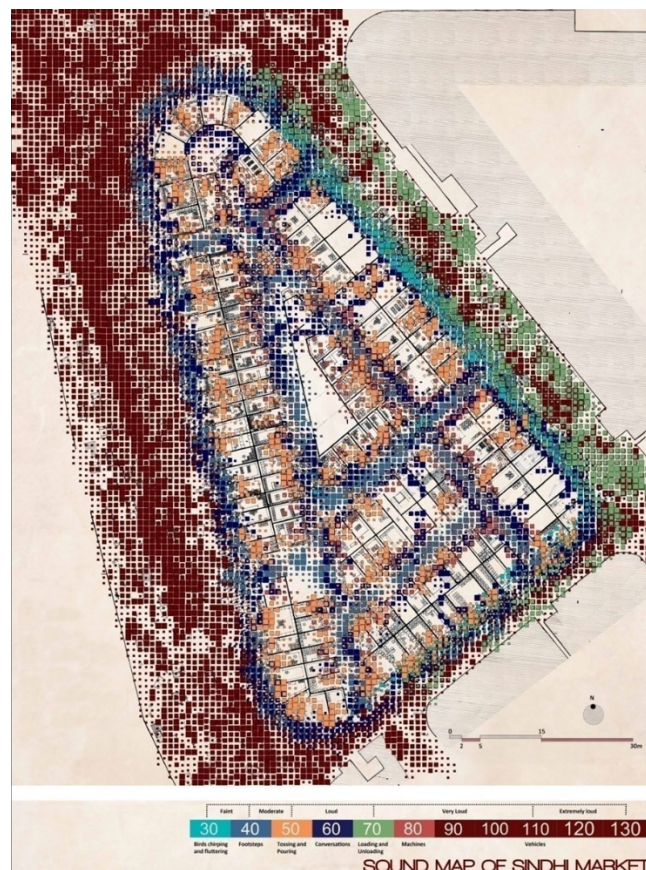 N
0 15
2 5 30m
Faint Moderate Loud Very Loud Extremely loud
30 40 50 60 70 80 90 100 110 120 130
Birds chirping and fluttering Footsteps Tossing and Pouring Conversations Loading and Unloading Machines Vehicles
SOUND MAP OF SINDHI MARKET